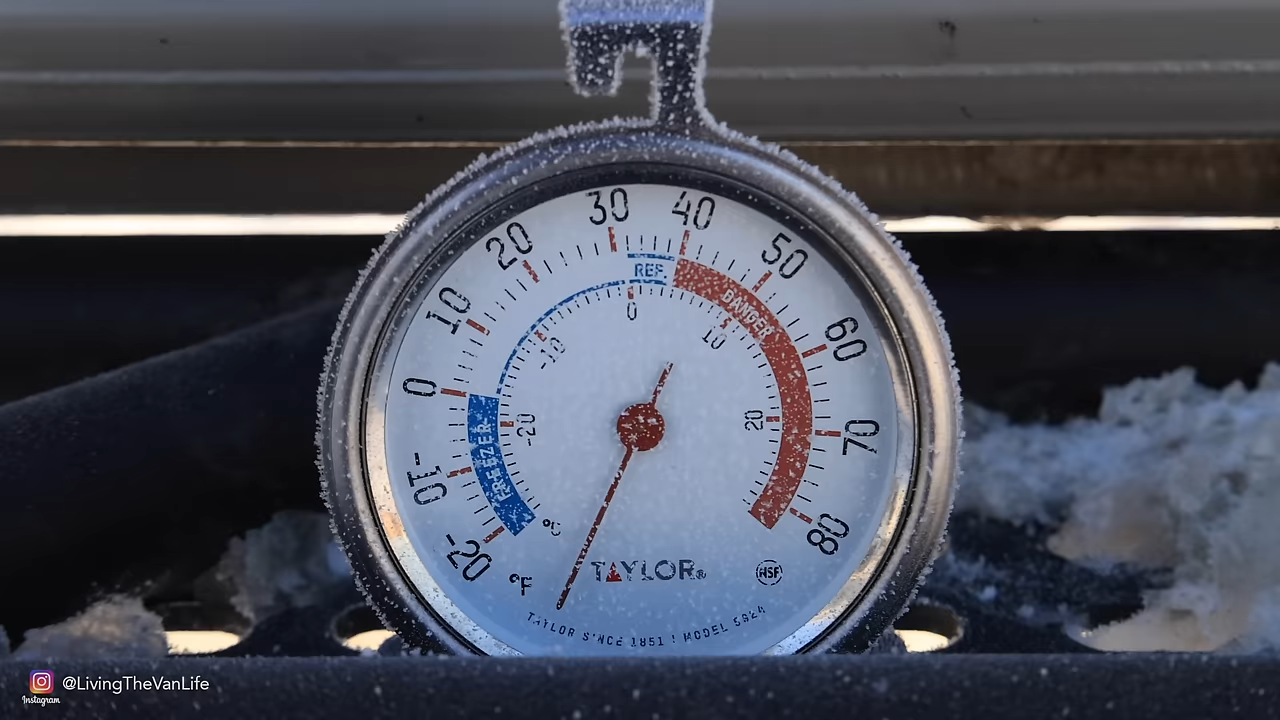 30
40
20
50
REF.
DANGER
10
0
10
60
-10
0
-20
20
70
FREEZER
-10
-20
80
°C
°F
TAYLOR®
NSF
TAYLOR SINCE 1851 | MODEL 5924
@LivingTheVanLife
Instagram